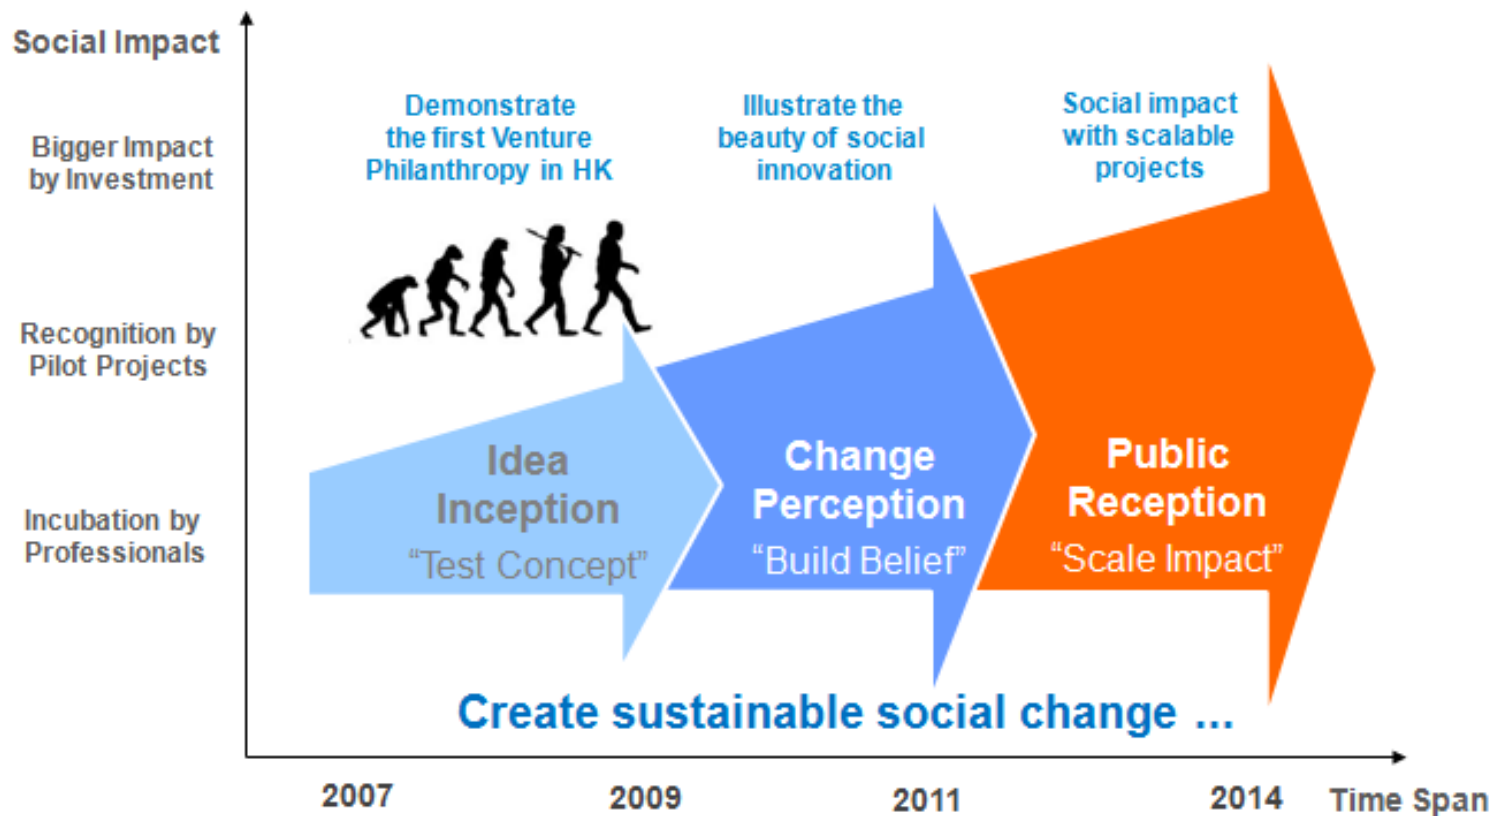 Social Impact
Bigger Impact
by Investment
Recognition by
Pilot Projects
Incubation by
Professionals
Demonstrate
the first Venture
Philanthropy in HK
Illustrate the
beauty of social
innovation
Social impact
with scalable
projects
Idea
Inception
“Test Concept”
Change
Perception
“Build Belief”
Public
Reception
“Scale Impact”
Create sustainable social change ...
2007
2009
2011
2014
Time Span